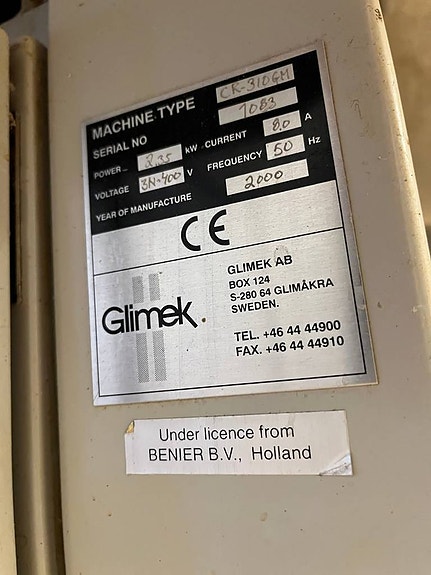 MACHINE TYPE CR-310GM
SERIAL NO 7083
POWER 2.35 KW CURRENT 8.0 A
VOLTAGE 3N~400 V FREQUENCY 50 Hz
YEAR OF MANUFACTURE 2000
CE
Glimek
GLIMEK AB
BOX 124
S-280 64 GLIMÅKRA
SWEDEN.
TEL. +46 44 44900
FAX. +46 44 44910
Under licence from
BENIER B.V., Holland